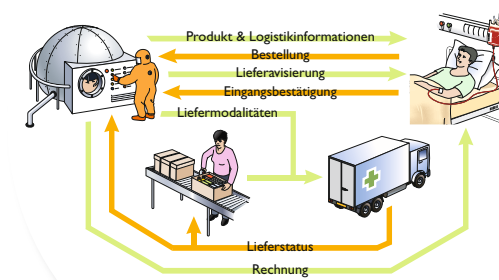 Produkt & Logistikinformationen
Bestellung
Lieferavisierung
Eingangsbestätigung
Liefermodalitäten
Lieferstatus
Rechnung